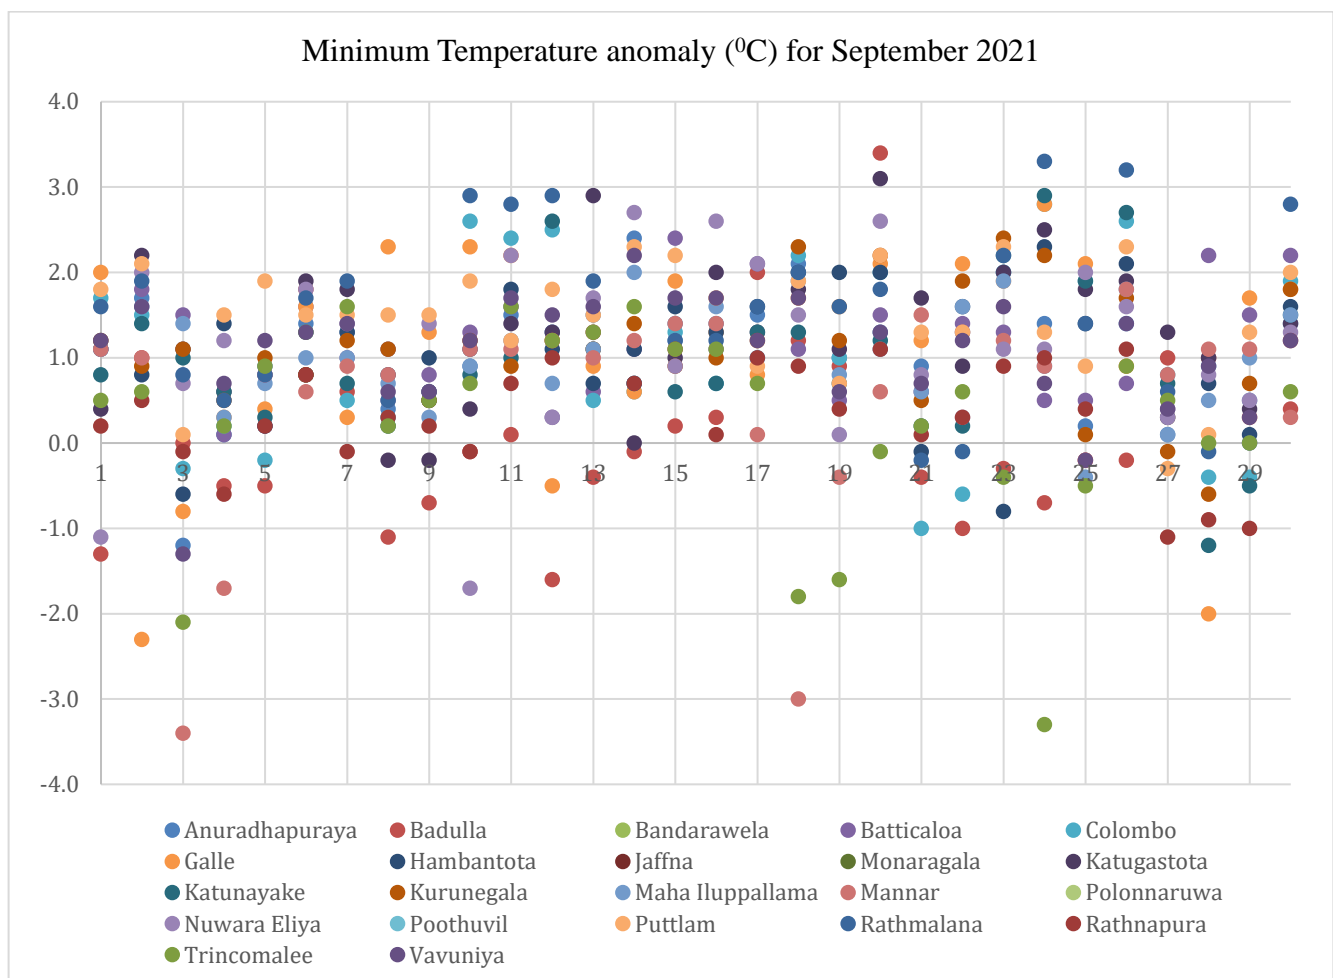 Minimum Temperature anomaly (⁰C) for September 2021
4.0
3.0
2.0
1.0
0.0
1 3 5 7 9 11 13 15 17 19 21 23 25 27 29
-1.0
-2.0
-3.0
-4.0
Anuradhapuraya Badulla Bandarawela Batticaloa Colombo
Galle Hambantota Jaffna Monaragala Katugastota
Katunayake Kurunegala Maha Iluppallama Mannar Polonnaruwa
Nuwara Eliya Poothuvil Puttlam Rathmalana Rathnapura
Trincomalee Vavuniya